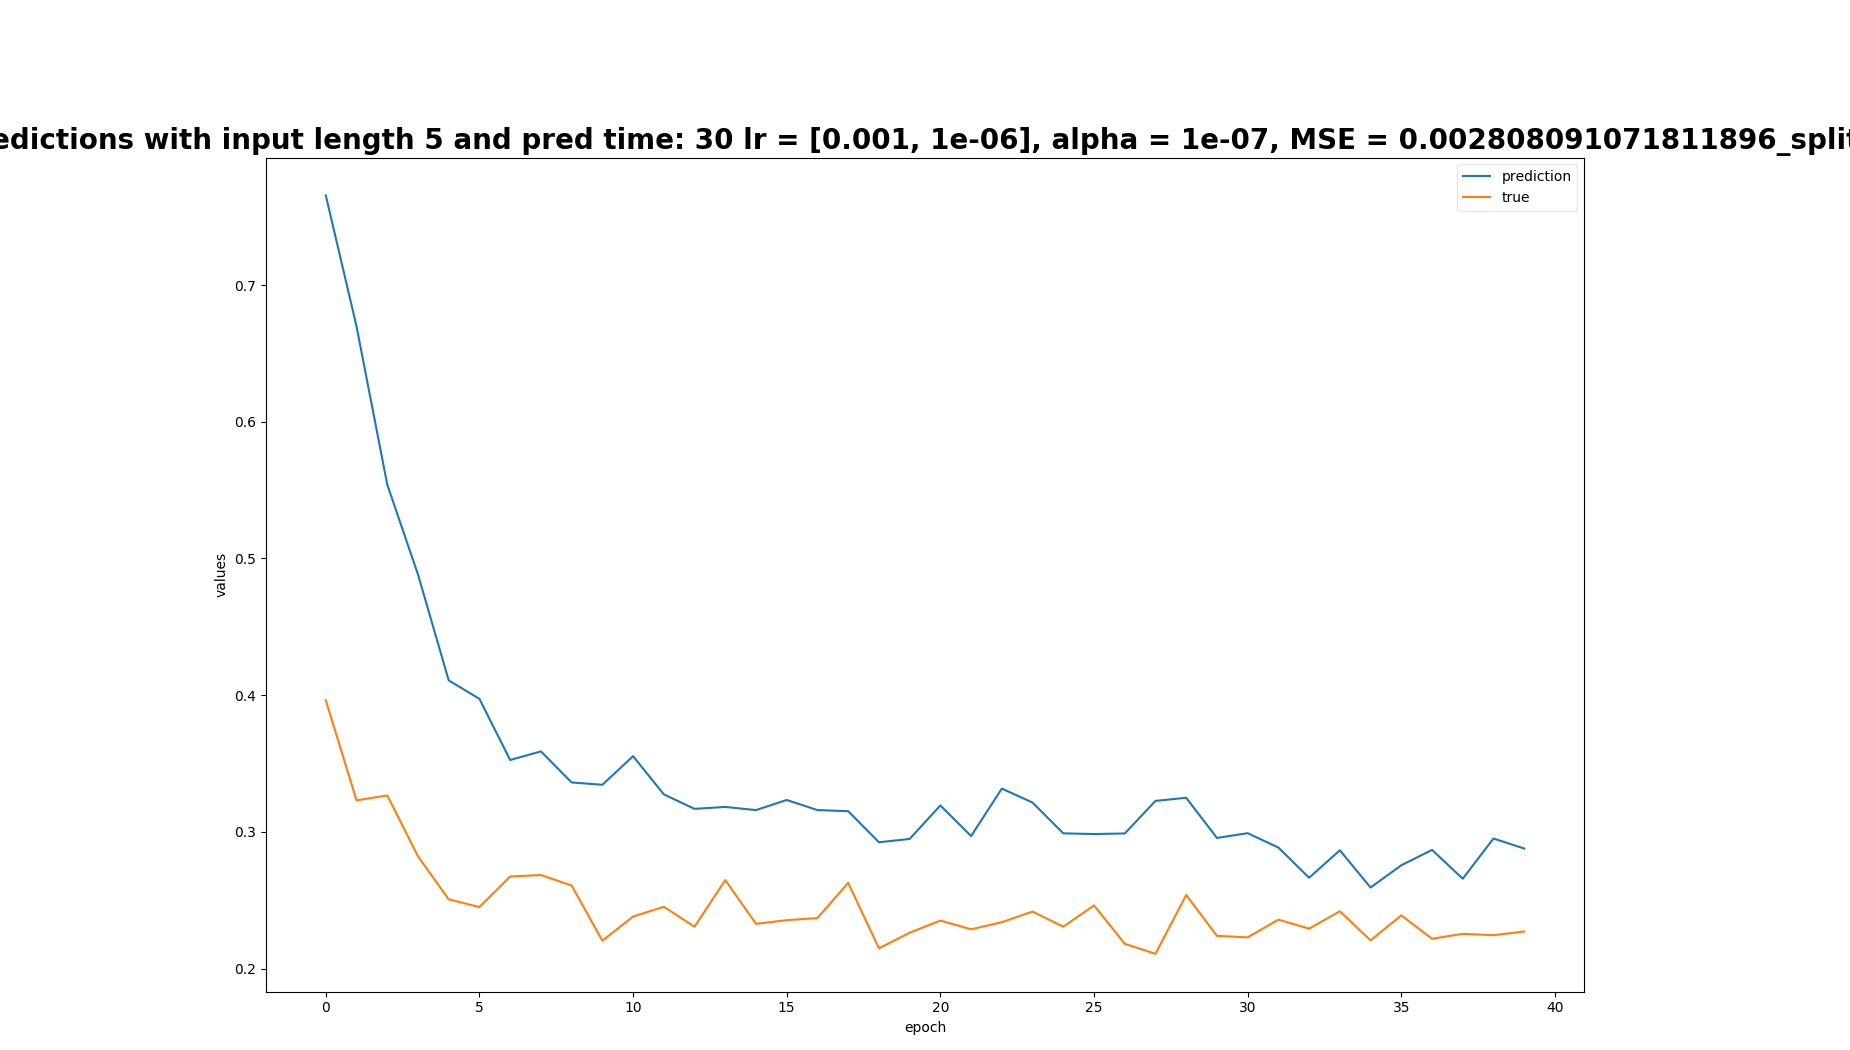 edictions with input length 5 and pred time: 30 lr = [0.001, 1e-06], alpha = 1e-07, MSE = 0.002808091071811896_split
prediction
true
values
0.7
0.6
0.5
0.4
0.3
0.2
0 5 10 15 20 25 30 35 40
epoch